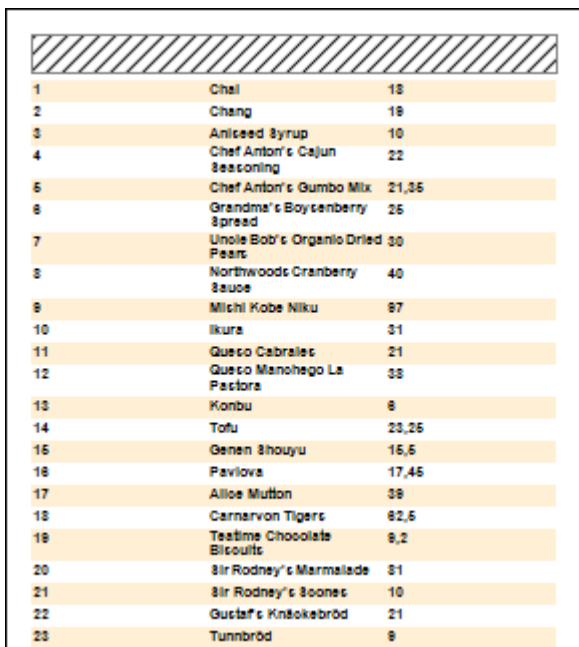 1 Chai 18
2 Chang 19
3 Aniseed Syrup 10
4 Chef Anton's Cajun 22
Seasoning
5 Chef Anton's Gumbo Mix 21,35
6 Grandma's Boysenberry 25
Spread
7 Uncle Bob's Organic Dried 30
Pears
8 Northwoods Cranberry 40
Sauce
9 Mishi Kobe Niku 97
10 Ikura 31
11 Queso Cabrales 21
12 Queso Manchego La 38
Pastora
13 Konbu 6
14 Tofu 23,25
15 Genen Shouyu 15,5
16 Pavlova 17,45
17 Alice Mutton 39
18 Carnarvon Tigers 62,5
19 Teatime Chocolate 9,2
Biscuits
20 Sir Rodney's Marmalade 81
21 Sir Rodney's Scones 10
22 Gustaf's Knäckebröd 21
23 Tunnbröd 9